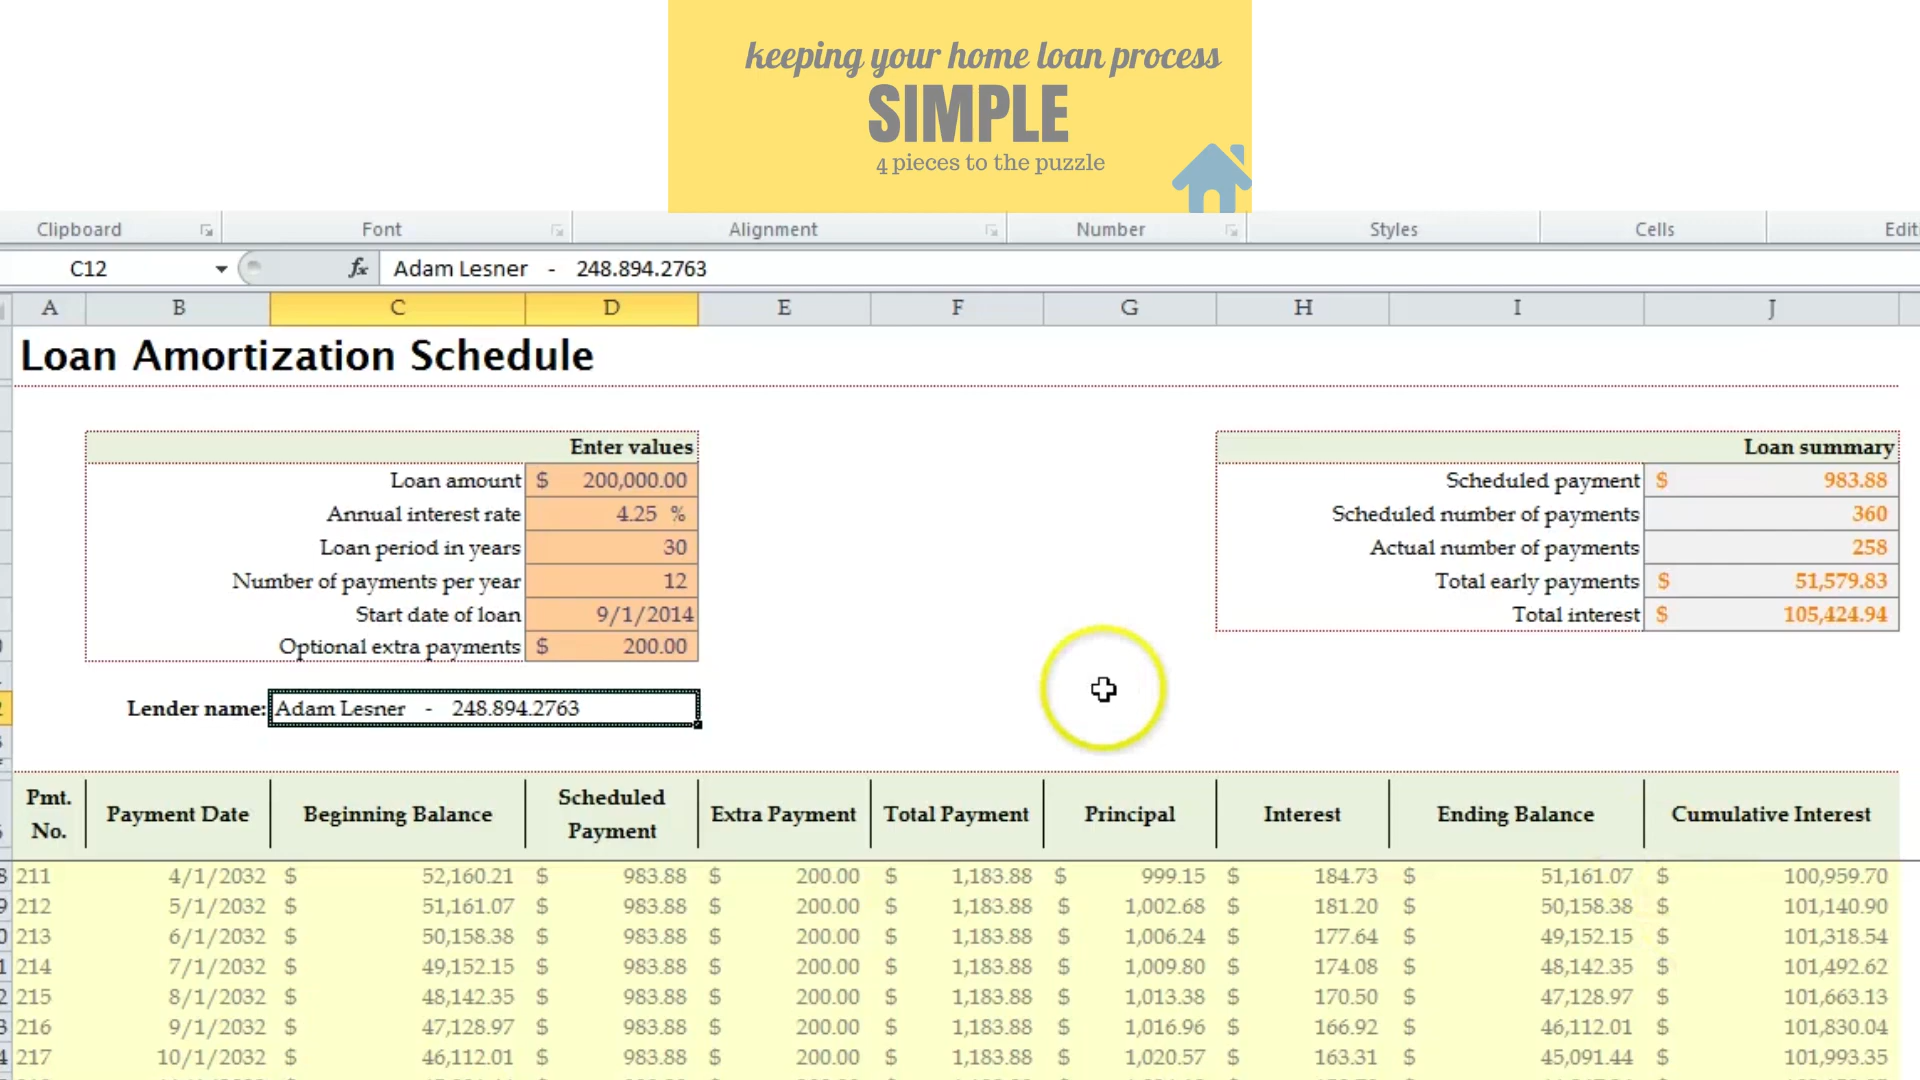 keeping your home loan process
SIMPLE
4 pieces to the puzzle
Clipboard Font Alignment Number Styles Cells
C12 fx Adam Lesner - 248.894.2763
A B C D E F G H I J
Loan Amortization Schedule
Enter values
Loan amount $ 200,000.00
Annual interest rate 4.25 %
Loan period in years 30
Number of payments per year 12
Start date of loan 9/1/2014
Optional extra payments $ 200.00
Loan summary
Scheduled payment $ 983.88
Scheduled number of payments 360
Actual number of payments 258
Total early payments $ 51,579.83
Total interest $ 105,424.94
Lender name: Adam Lesner - 248.894.2763
Pmt. No. Payment Date Beginning Balance Scheduled Payment Extra Payment Total Payment Principal Interest Ending Balance Cumulative Interest
211 4/1/2032 $ 52,160.21 $ 983.88 $ 200.00 $ 1,183.88 $ 999.15 $ 184.73 $ 51,161.07 $ 100,959.70
212 5/1/2032 $ 51,161.07 $ 983.88 $ 200.00 $ 1,183.88 $ 1,002.68 $ 181.20 $ 50,158.38 $ 101,140.90
213 6/1/2032 $ 50,158.38 $ 983.88 $ 200.00 $ 1,183.88 $ 1,006.24 $ 177.64 $ 49,152.15 $ 101,318.54
214 7/1/2032 $ 49,152.15 $ 983.88 $ 200.00 $ 1,183.88 $ 1,009.80 $ 174.08 $ 48,142.35 $ 101,492.62
215 8/1/2032 $ 48,142.35 $ 983.88 $ 200.00 $ 1,183.88 $ 1,013.38 $ 170.50 $ 47,128.97 $ 101,663.13
216 9/1/2032 $ 47,128.97 $ 983.88 $ 200.00 $ 1,183.88 $ 1,016.96 $ 166.92 $ 46,112.01 $ 101,830.04
217 10/1/2032 $ 46,112.01 $ 983.88 $ 200.00 $ 1,183.88 $ 1,020.57 $ 163.31 $ 45,091.44 $ 101,993.35